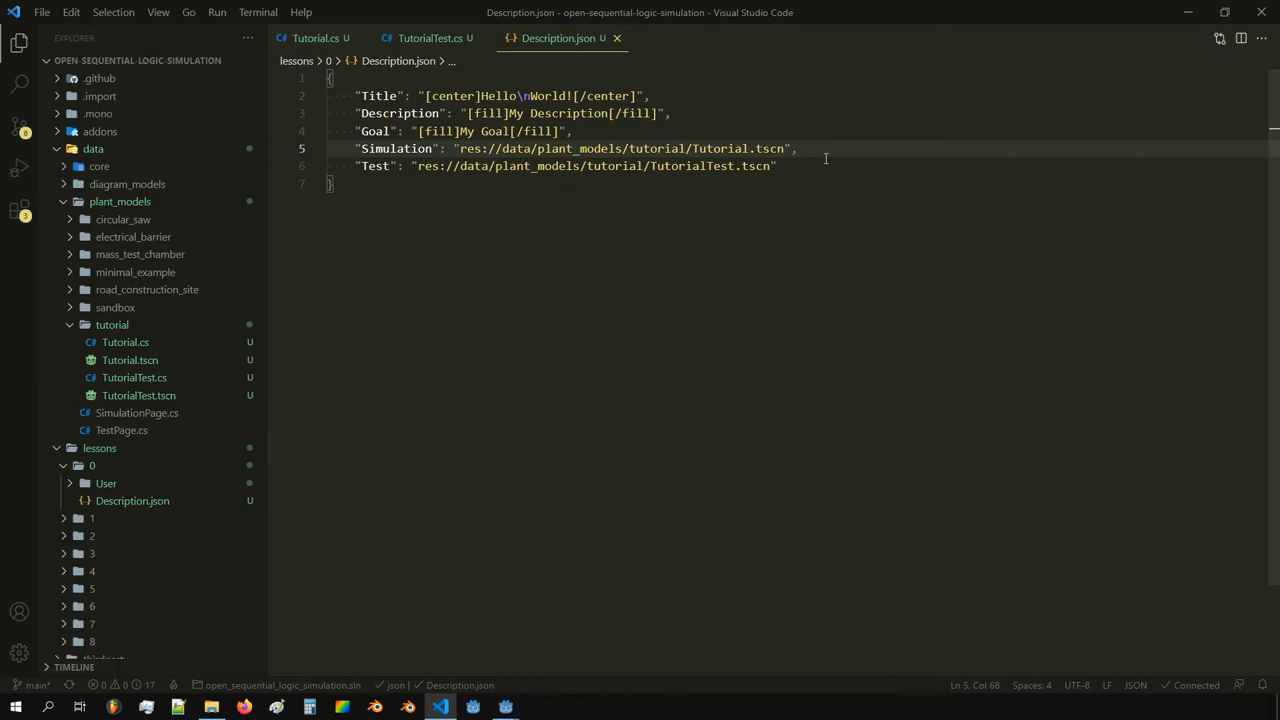 File Edit Selection View Go Run Terminal Help
Description.json - open-sequential-logic-simulation - Visual Studio Code
EXPLORER
Tutorial.cs U
TutorialTest.cs U
Description.json U
OPEN-SEQUENTIAL-LOGIC-SIMULATION
.github
.import
.mono
addons
data
core
diagram_models
plant_models
circular_saw
electrical_barrier
mass_test_chamber
minimal_example
road_construction_site
sandbox
tutorial
Tutorial.cs U
Tutorial.tscn U
TutorialTest.cs U
TutorialTest.tscn U
SimulationPage.cs
TestPage.cs
lessons
0
User
Description.json U
1
2
3
4
5
6
7
8
TIMELINE
8
3
lessons > 0 > Description.json > ...
1 {
2 "Title": "[center]Hello\nWorld![/center]",
3 "Description": "[fill]My Description[/fill]",
4 "Goal": "[fill]My Goal[/fill]",
5 "Simulation": "res://data/plant_models/tutorial/Tutorial.tscn",
6 "Test": "res://data/plant_models/tutorial/TutorialTest.tscn"
7 }
main* 0 0 17 open_sequential_logic_simulation.sln json | Description.json
Ln 5, Col 68 Spaces: 4 UTF-8 LF JSON Connected